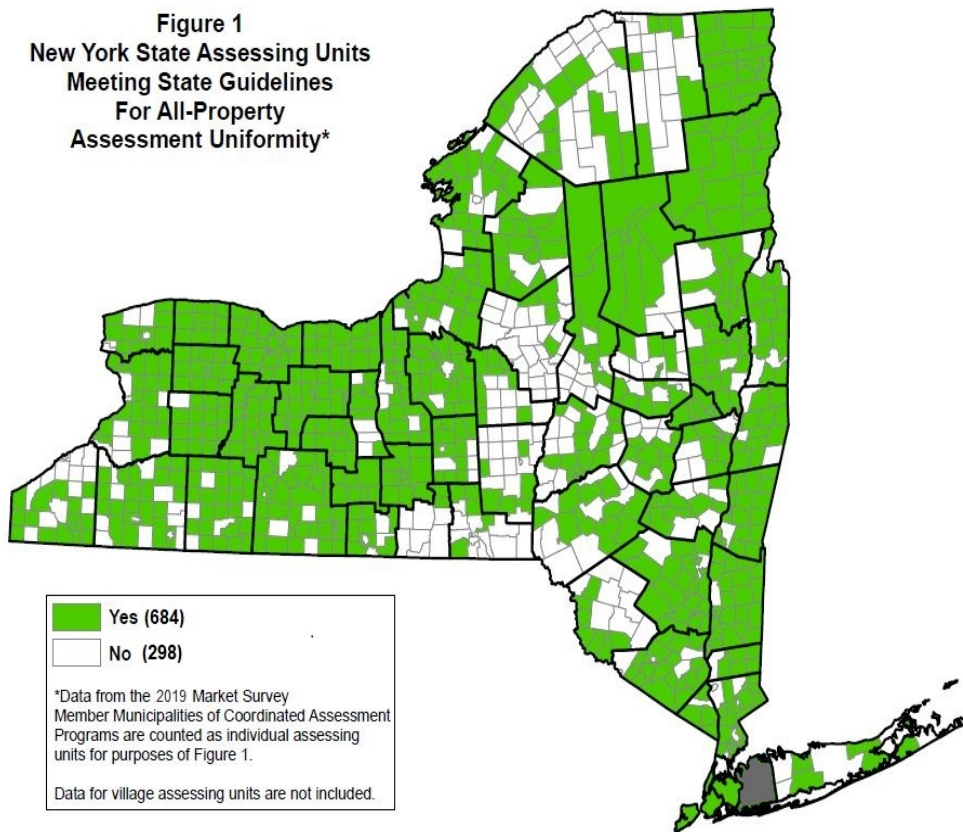 Figure 1
New York State Assessing Units
Meeting State Guidelines
For All-Property
Assessment Uniformity*
Yes (684)
No (298)
*Data from the 2019 Market Survey
Member Municipalities of Coordinated Assessment
Programs are counted as individual assessing
units for purposes of Figure 1.
Data for village assessing units are not included.